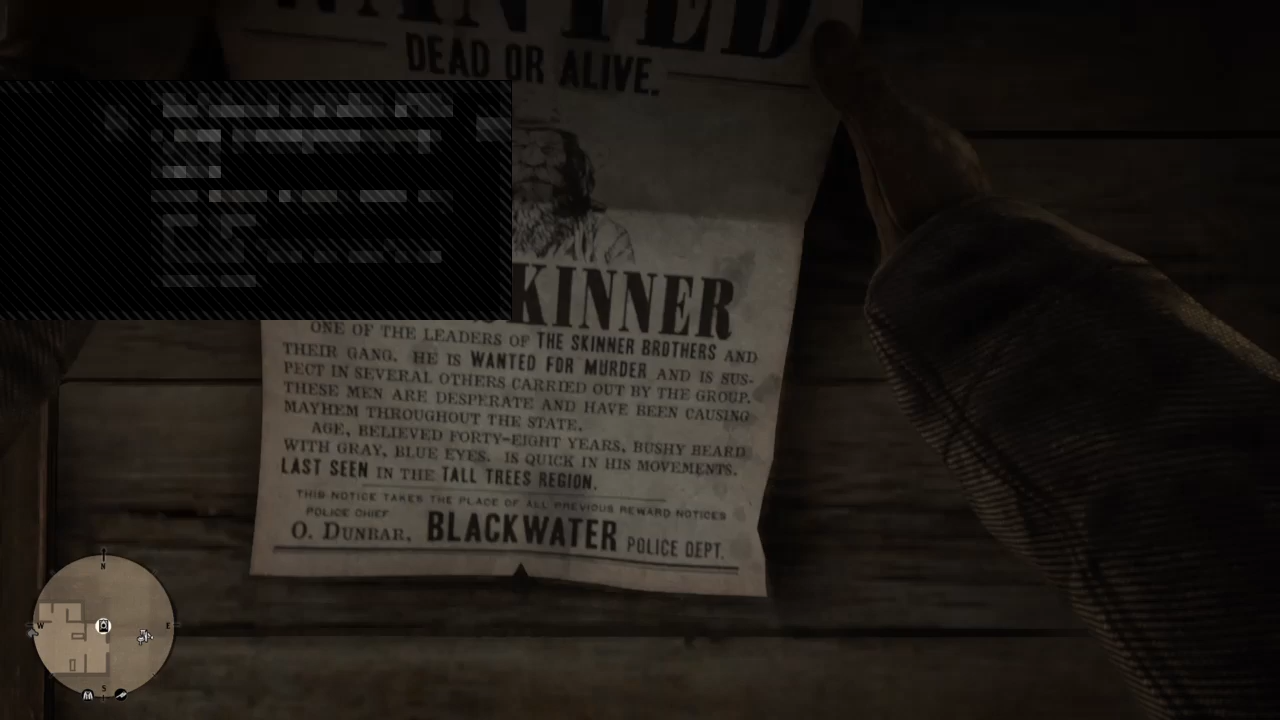 WANTED
DEAD OR ALIVE.
SKINNER
ONE OF THE LEADERS OF THE SKINNER BROTHERS AND
THEIR GANG. HE IS WANTED FOR MURDER AND IS SUS-
PECT IN SEVERAL OTHERS CARRIED OUT BY THE GROUP.
THESE MEN ARE DESPERATE AND HAVE BEEN CAUSING
MAYHEM THROUGHOUT THE STATE.
AGE, BELIEVED FORTY-EIGHT YEARS, BUSHY BEARD
WITH GRAY, BLUE EYES. IS QUICK IN HIS MOVEMENTS.
LAST SEEN IN THE TALL TREES REGION.
THIS NOTICE TAKES THE PLACE OF ALL PREVIOUS REWARD NOTICES
POLICE CHIEF
O. DUNBAR, BLACKWATER POLICE DEPT.
N
W E
S